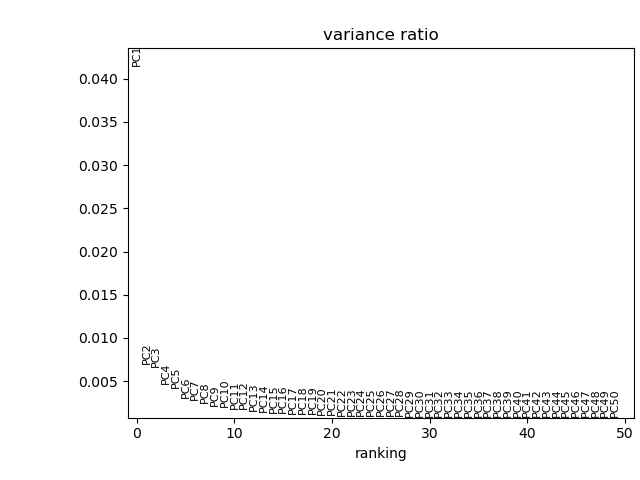 variance ratio
0.040
0.035
0.030
0.025
0.020
0.015
0.010
0.005
PC1
PC2
PC3
PC4
PC5
PC6
PC7
PC8
PC9
PC10
PC11
PC12
PC13
PC14
PC15
PC16
PC17
PC18
PC19
PC20
PC21
PC22
PC23
PC24
PC25
PC26
PC27
PC28
PC29
PC30
PC31
PC32
PC33
PC34
PC35
PC36
PC37
PC38
PC39
PC40
PC41
PC42
PC43
PC44
PC45
PC46
PC47
PC48
PC49
PC50
0 10 20 30 40 50
ranking